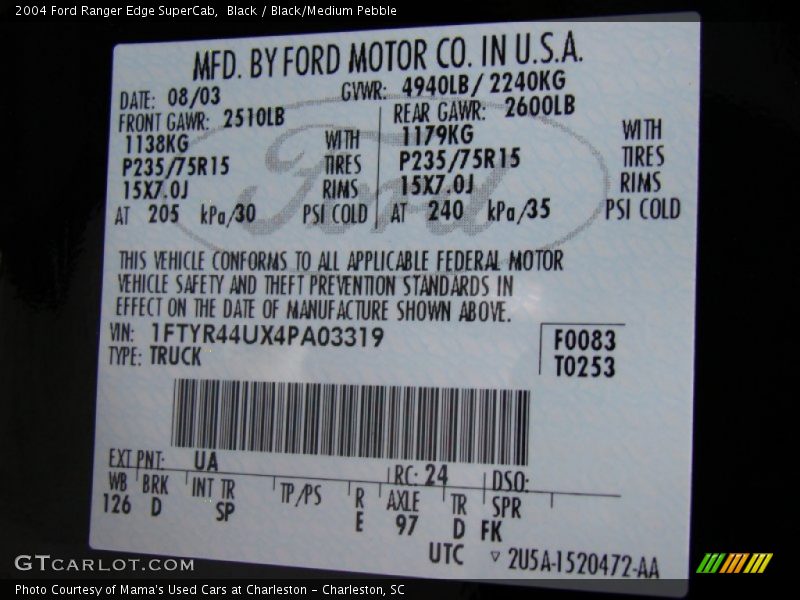 2004 Ford Ranger Edge SuperCab,  Black / Black/Medium Pebble
MFD. BY FORD MOTOR CO. IN U.S.A.
DATE: 08/03 GVWR: 4940LB/ 2240KG
FRONT GAWR: 2510LB REAR GAWR: 2600LB
1138KG WITH 1179KG WITH
P235/75R15 TIRES P235/75R15 TIRES
15X7.0J RIMS 15X7.0J RIMS
AT 205 kPa/30 PSI COLD AT 240 kPa/35 PSI COLD
Ford
THIS VEHICLE CONFORMS TO ALL APPLICABLE FEDERAL MOTOR
VEHICLE SAFETY AND THEFT PREVENTION STANDARDS IN
EFFECT ON THE DATE OF MANUFACTURE SHOWN ABOVE.
VIN: 1FTYR44UX4PA03319 F0083
TYPE: TRUCK T0253
EXT PNT: UA RC: 24 DSO:
WB BRK INT TR TP/PS R AXLE TR SPR
126 D SP E 97 D FK
UTC ▽ 2U5A-1520472-AA
GTCARLOT.COM
Photo Courtesy of Mama's Used Cars at Charleston - Charleston, SC